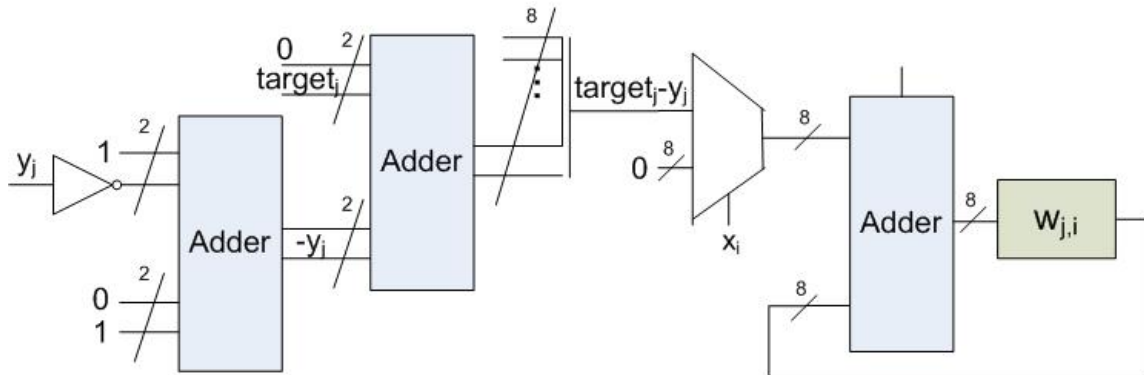 y_j
1
2
0
1
2
Adder
-y_j
2
0
target_j
2
Adder
8
target_j-y_j
0
8
x_i
8
8
Adder
8
w_{j,i}